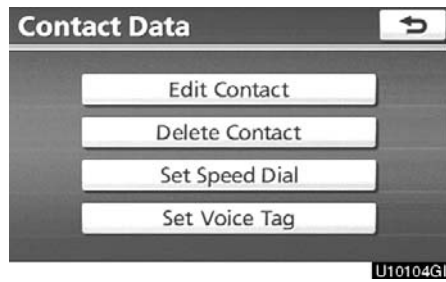 Contact Data
Edit Contact
Delete Contact
Set Speed Dial
Set Voice Tag
U10104GI